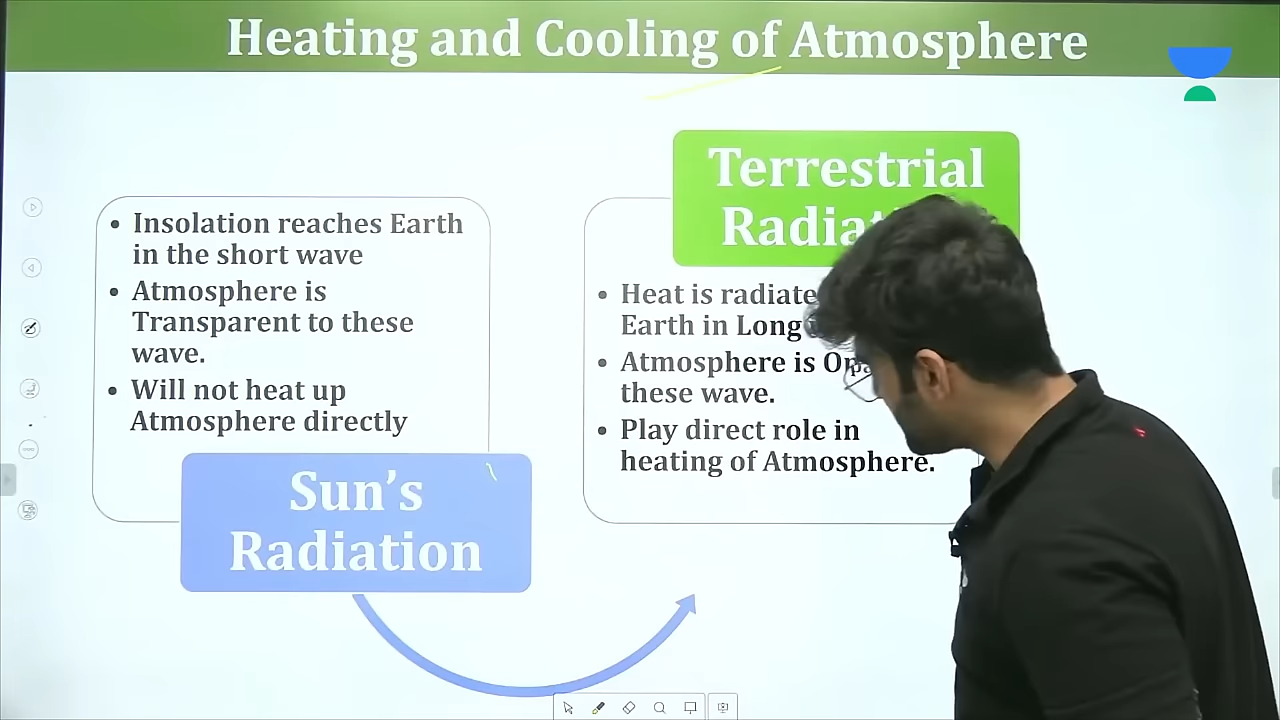 Heating and Cooling of Atmosphere
• Insolation reaches Earth
in the short wave
• Atmosphere is
Transparent to these
wave.
• Will not heat up
Atmosphere directly
Sun's
Radiation
Terrestrial
• Heat is
Earth in Long
• Atmosphere is
these wave.
• Play direct role in
heating of Atmosphere.